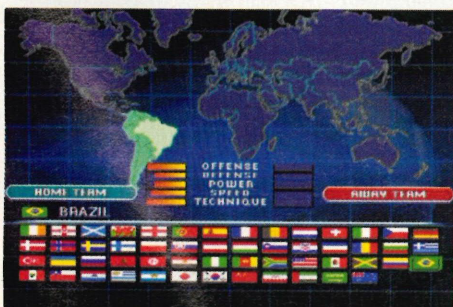 OFFENSE
DEFENSE
POWER
SPEED
TECHNIQUE
HOME TEAM
AWAY TEAM
BRAZIL